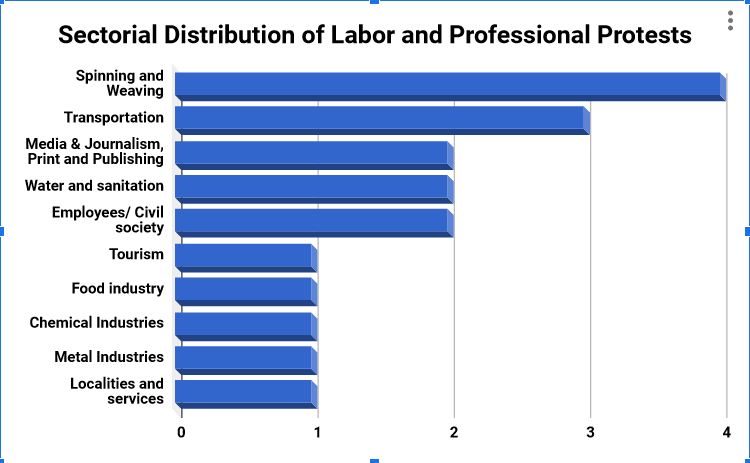 Sectorial Distribution of Labor and Professional Protests
Spinning and
Weaving
Transportation
Media & Journalism,
Print and Publishing
Water and sanitation
Employees/ Civil
society
Tourism
Food industry
Chemical Industries
Metal Industries
Localities and
services
0 1 2 3 4